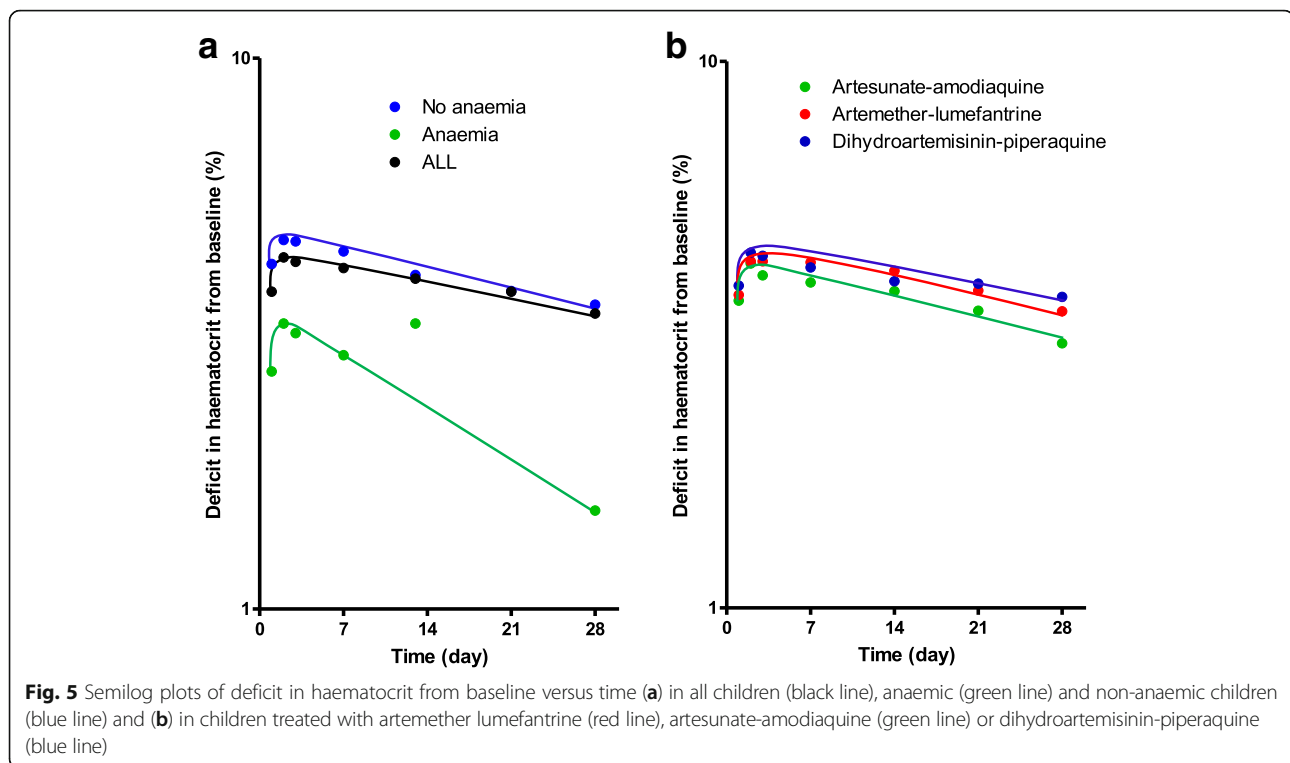 a
10
No anaemia
Anaemia
ALL
Deficit in haematocrit from baseline (%)
1
0 7 14 21 28
Time (day)
b
10
Artesunate-amodiaquine
Artemether-lumefantrine
Dihydroartemisinin-piperaquine
Deficit in haematocrit from baseline (%)
1
0 7 14 21 28
Time (day)
Fig. 5 Semilog plots of deficit in haematocrit from baseline versus time (a) in all children (black line), anaemic (green line) and non-anaemic children
(blue line) and (b) in children treated with artemether lumefantrine (red line), artesunate-amodiaquine (green line) or dihydroartemisinin-piperaquine
(blue line)